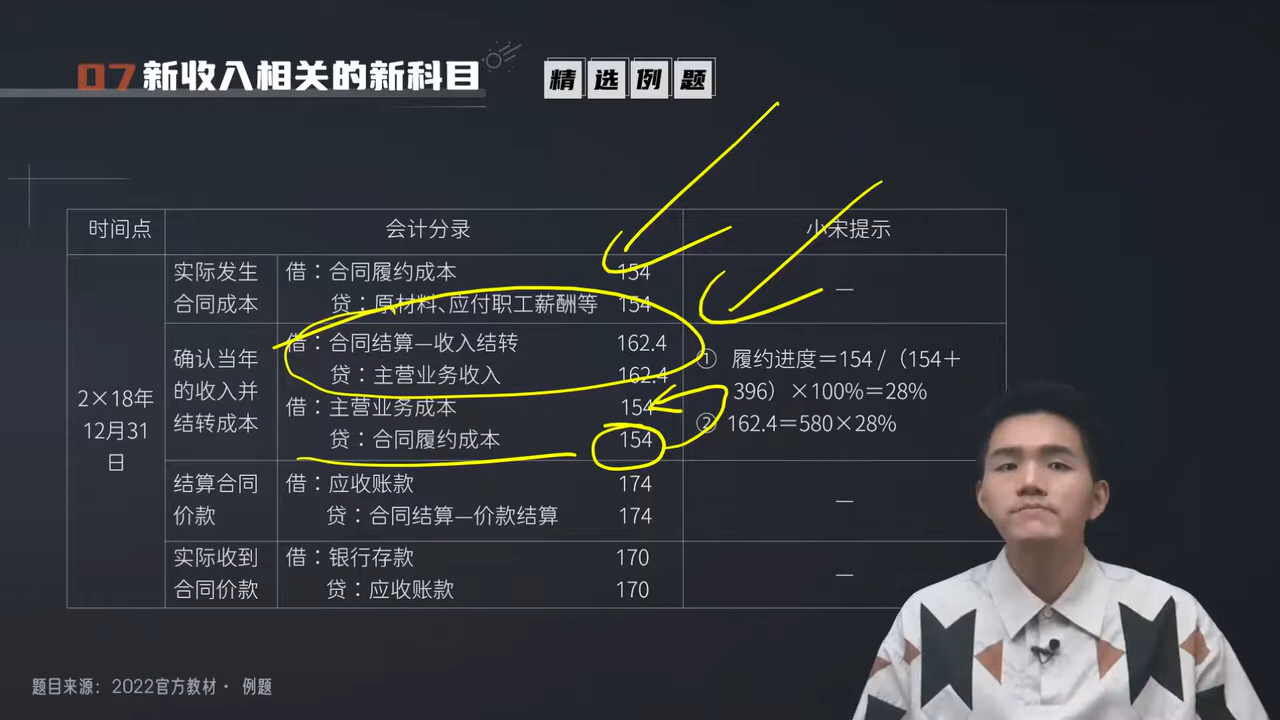 07 新收入相关的新科目
精选例题
时间点
会计分录
小宋提示
2×18年
12月31
日
实际发生
合同成本
借：合同履约成本 154
贷：原材料、应付职工薪酬等 154
—
确认当年
的收入并
结转成本
借：合同结算—收入结转 162.4
贷：主营业务收入 162.4
借：主营业务成本 154
贷：合同履约成本 154
① 履约进度＝154 /（154＋
396）×100%＝28%
② 162.4＝580×28%
结算合同
价款
借：应收账款 174
贷：合同结算—价款结算 174
—
实际收到
合同价款
借：银行存款 170
贷：应收账款 170
—
题目来源：2022官方教材· 例题